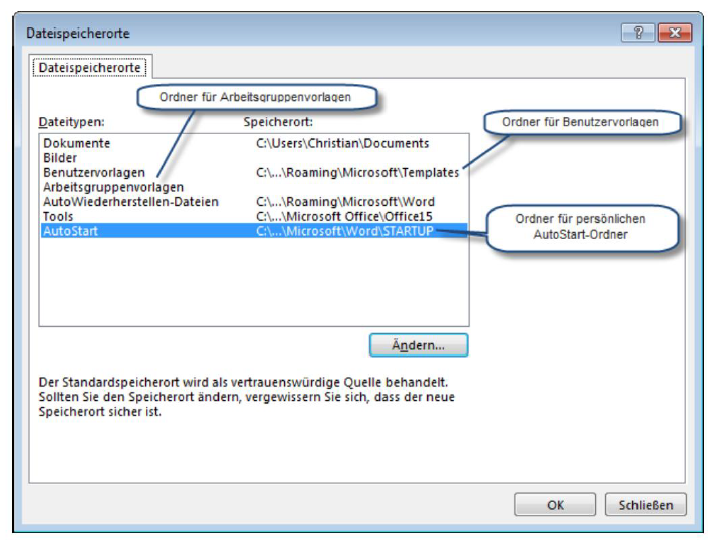 Dateispeicherorte
Dateispeicherorte
Ordner für Arbeitsgruppenvorlagen
Dateitypen: Speicherort:
Ordner für Benutzervorlagen
Dokumente C:\Users\Christian\Documents
Bilder
Benutzervorlagen C:\...\Roaming\Microsoft\Templates
Arbeitsgruppenvorlagen
AutoWiederherstellen-Dateien C:\...\Roaming\Microsoft\Word
Tools C:\...\Microsoft Office\Office15
AutoStart C:\...\Microsoft\Word\STARTUP
Ordner für persönlichen
AutoStart-Ordner
Ändern...
Der Standardspeicherort wird als vertrauenswürdige Quelle behandelt.
Sollten Sie den Speicherort ändern, vergewissern Sie sich, dass der neue
Speicherort sicher ist.
OK Schließen